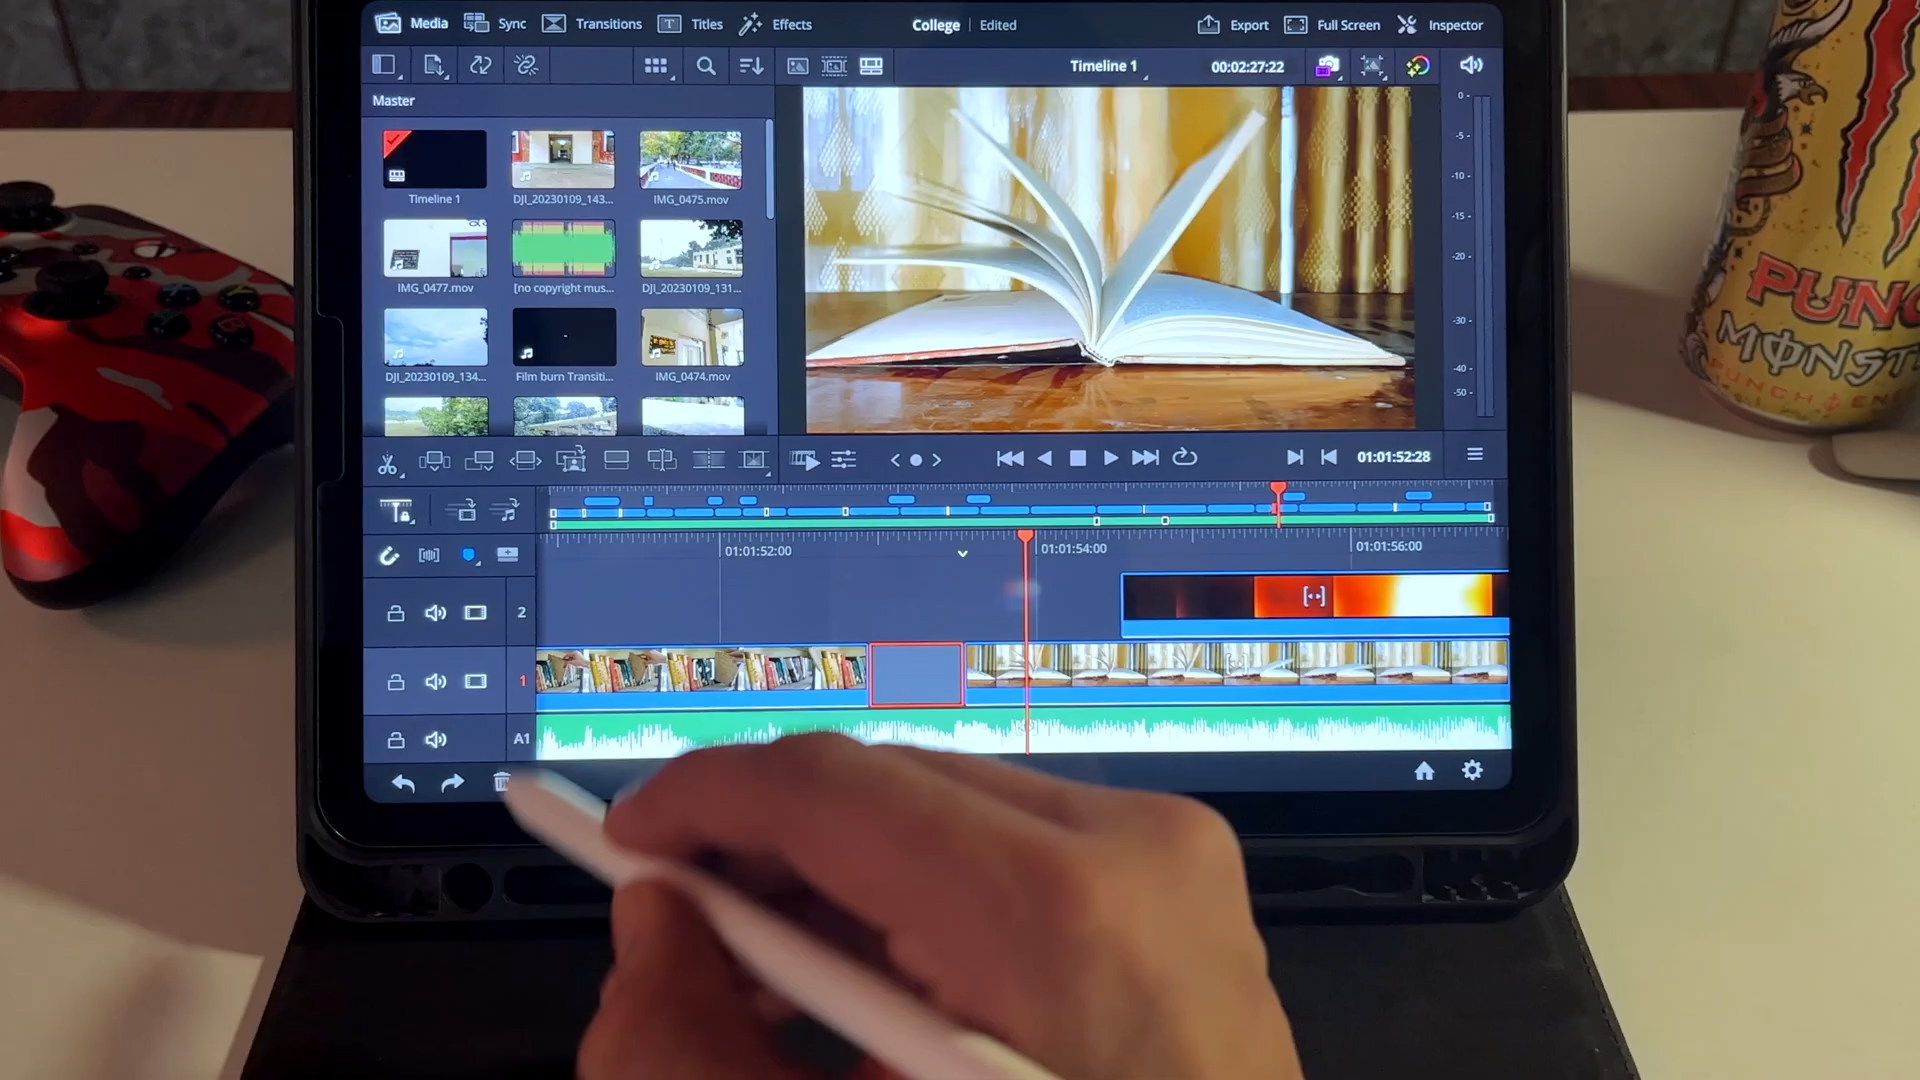 Media Sync Transitions Titles Effects College Edited Export Full Screen Inspector
Timeline 1 00:02:27:22
Master
Timeline 1 DJI_20230109_143... IMG_0475.mov
IMG_0477.mov [no copyright mus... DJI_20230109_131...
DJI_20230109_134... Film burn Transiti... IMG_0474.mov
0
-5
-10
-15
-20
-30
-40
-50
01:01:52:28
01:01:52:00 01:01:54:00 01:01:56:00
2
1
A1
X
Y
B
PUNC
MONST
PUNCH EN